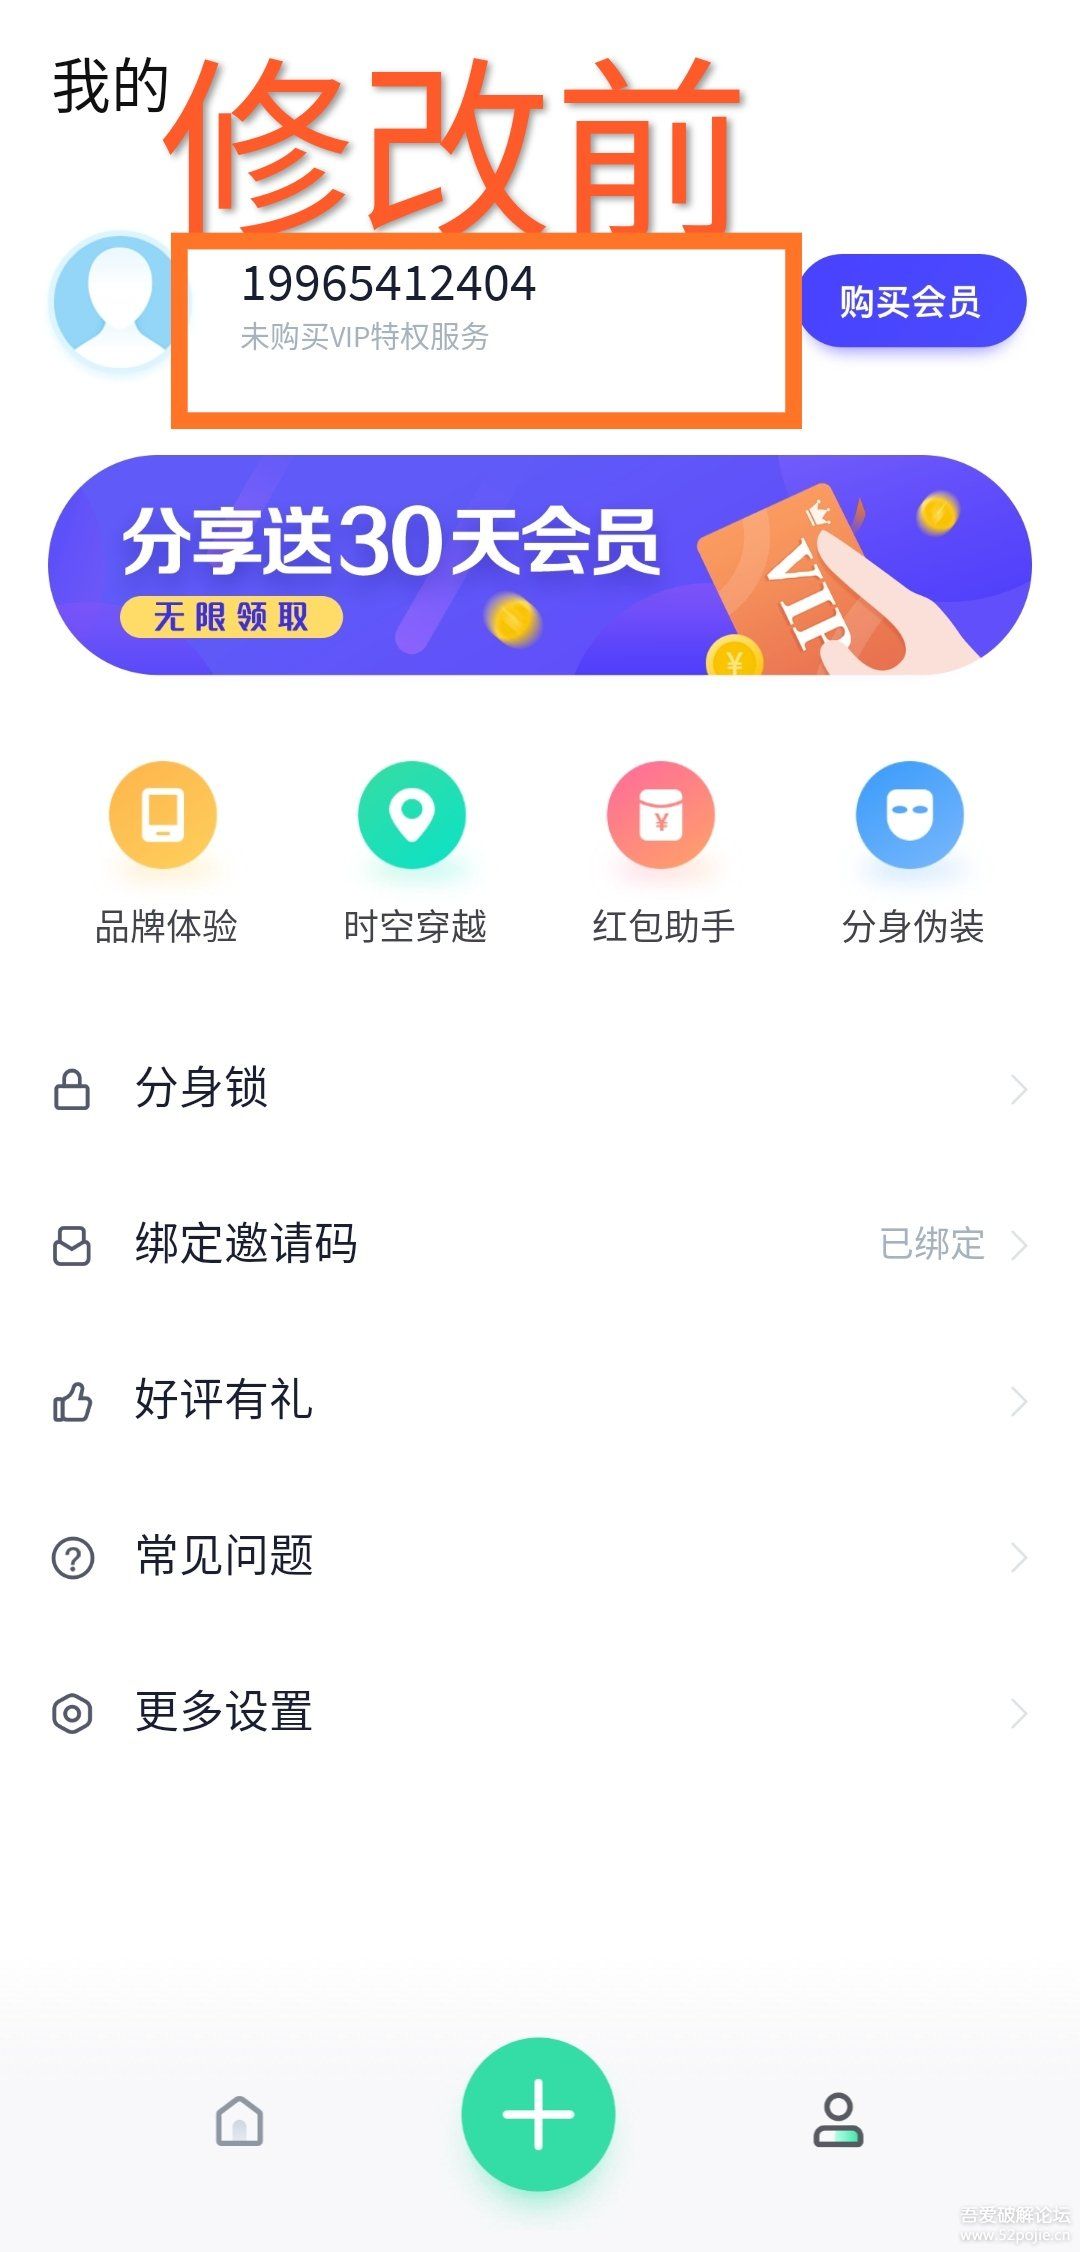 我的
修改前
19965412404
未购买VIP特权服务
购买会员
分享送30天会员
无限领取
VIP
¥
¥
品牌体验
时空穿越
红包助手
分身伪装
分身锁
绑定邀请码
已绑定
好评有礼
常见问题
更多设置
吾爱破解论坛
www.52pojie.cn